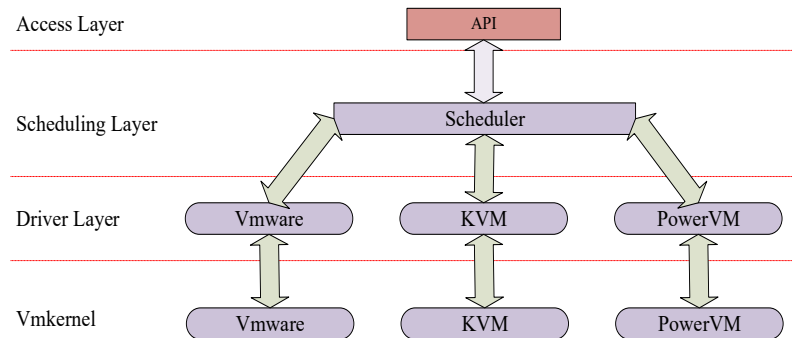 Access Layer
API
Scheduling Layer
Scheduler
Driver Layer
Vmware
KVM
PowerVM
Vmkernel
Vmware
KVM
PowerVM